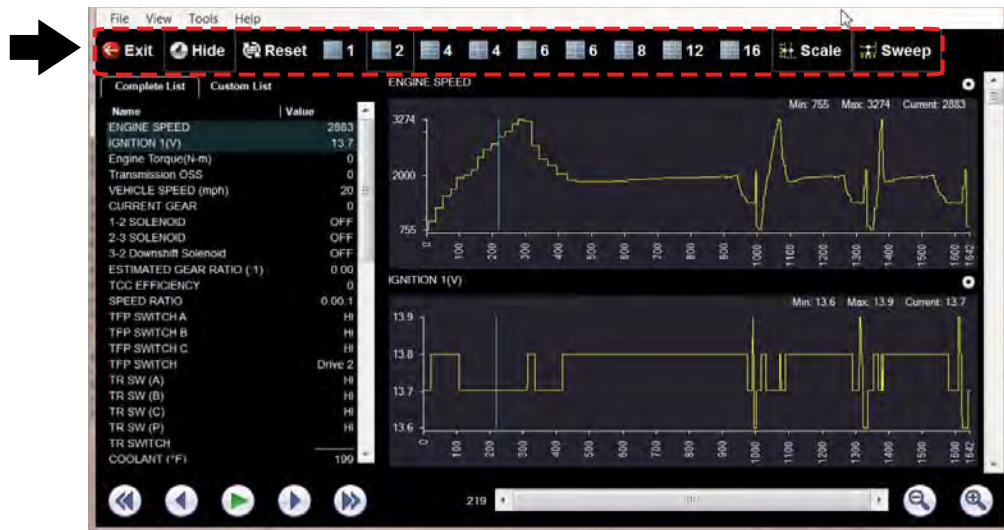 File View Tools Help
Exit Hide Reset 1 2 4 4 6 6 8 12 16 Scale Sweep
Complete List Custom List
Name Value
ENGINE SPEED 2883
IGNITION 1(V) 13.7
Engine Torque(N-m) 0
Transmission OSS 0
VEHICLE SPEED (mph) 20
CURRENT GEAR 0
1-2 SOLENOID OFF
2-3 SOLENOID OFF
3-2 Downshift Solenoid OFF
ESTIMATED GEAR RATIO (:1) 0.00
TCC EFFICIENCY 0
SPEED RATIO 0.00:1
TFP SWITCH A HI
TFP SWITCH B HI
TFP SWITCH C HI
TFP SWITCH Drive 2
TR SW (A) HI
TR SW (B) HI
TR SW (C) HI
TR SW (P) HI
TR SWITCH
COOLANT (°F) 199
ENGINE SPEED
Min: 755 Max: 3274 Current: 2883
3274
2000
755
0 100 200 300 400 500 600 700 800 900 1000 1100 1200 1300 1400 1500 1600 1642
IGNITION 1(V)
Min: 13.6 Max: 13.9 Current: 13.7
13.9
13.8
13.7
13.6
0 100 200 300 400 500 600 700 800 900 1000 1100 1200 1300 1400 1500 1600 1642
219